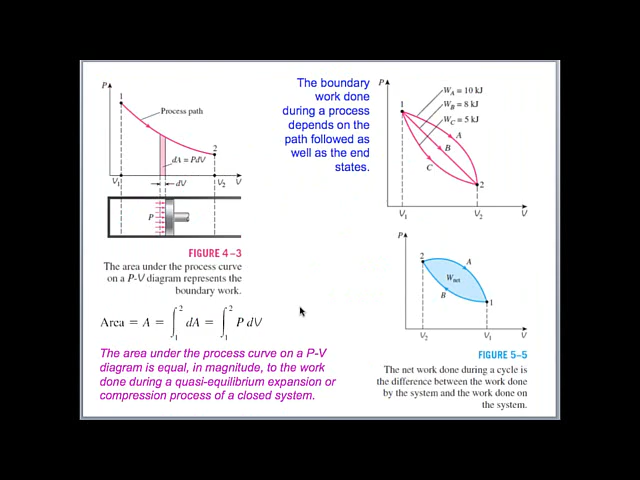 P
1
Process path
2
dA = PdV
V1
dV
V2
V
P
FIGURE 4–3
The area under the process curve
on a P-V diagram represents the
boundary work.
Area = A = ∫₁² dA = ∫₁² P dV
The area under the process curve on a P-V
diagram is equal, in magnitude, to the work
done during a quasi-equilibrium expansion or
compression process of a closed system.
The boundary
work done
during a process
depends on the
path followed as
well as the end
states.
P
WA = 10 kJ
1
WB = 8 kJ
WC = 5 kJ
A
B
C
2
V1
V2
V
P
2
A
Wnet
B
1
V2
V1
V
FIGURE 5–5
The net work done during a cycle is
the difference between the work done
by the system and the work done on
the system.